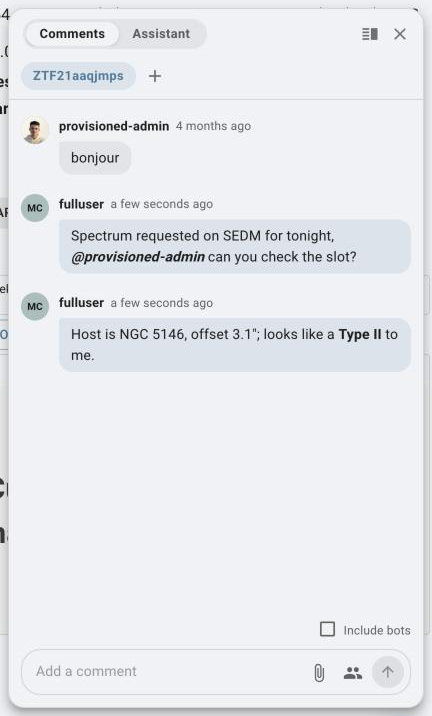 Comments
Assistant
ZTF21aaqjmps
provisioned-admin 4 months ago
bonjour
MC
fulluser a few seconds ago
Spectrum requested on SEDM for tonight,
@provisioned-admin can you check the slot?
MC
fulluser a few seconds ago
Host is NGC 5146, offset 3.1"; looks like a Type II to
me.
Include bots
Add a comment